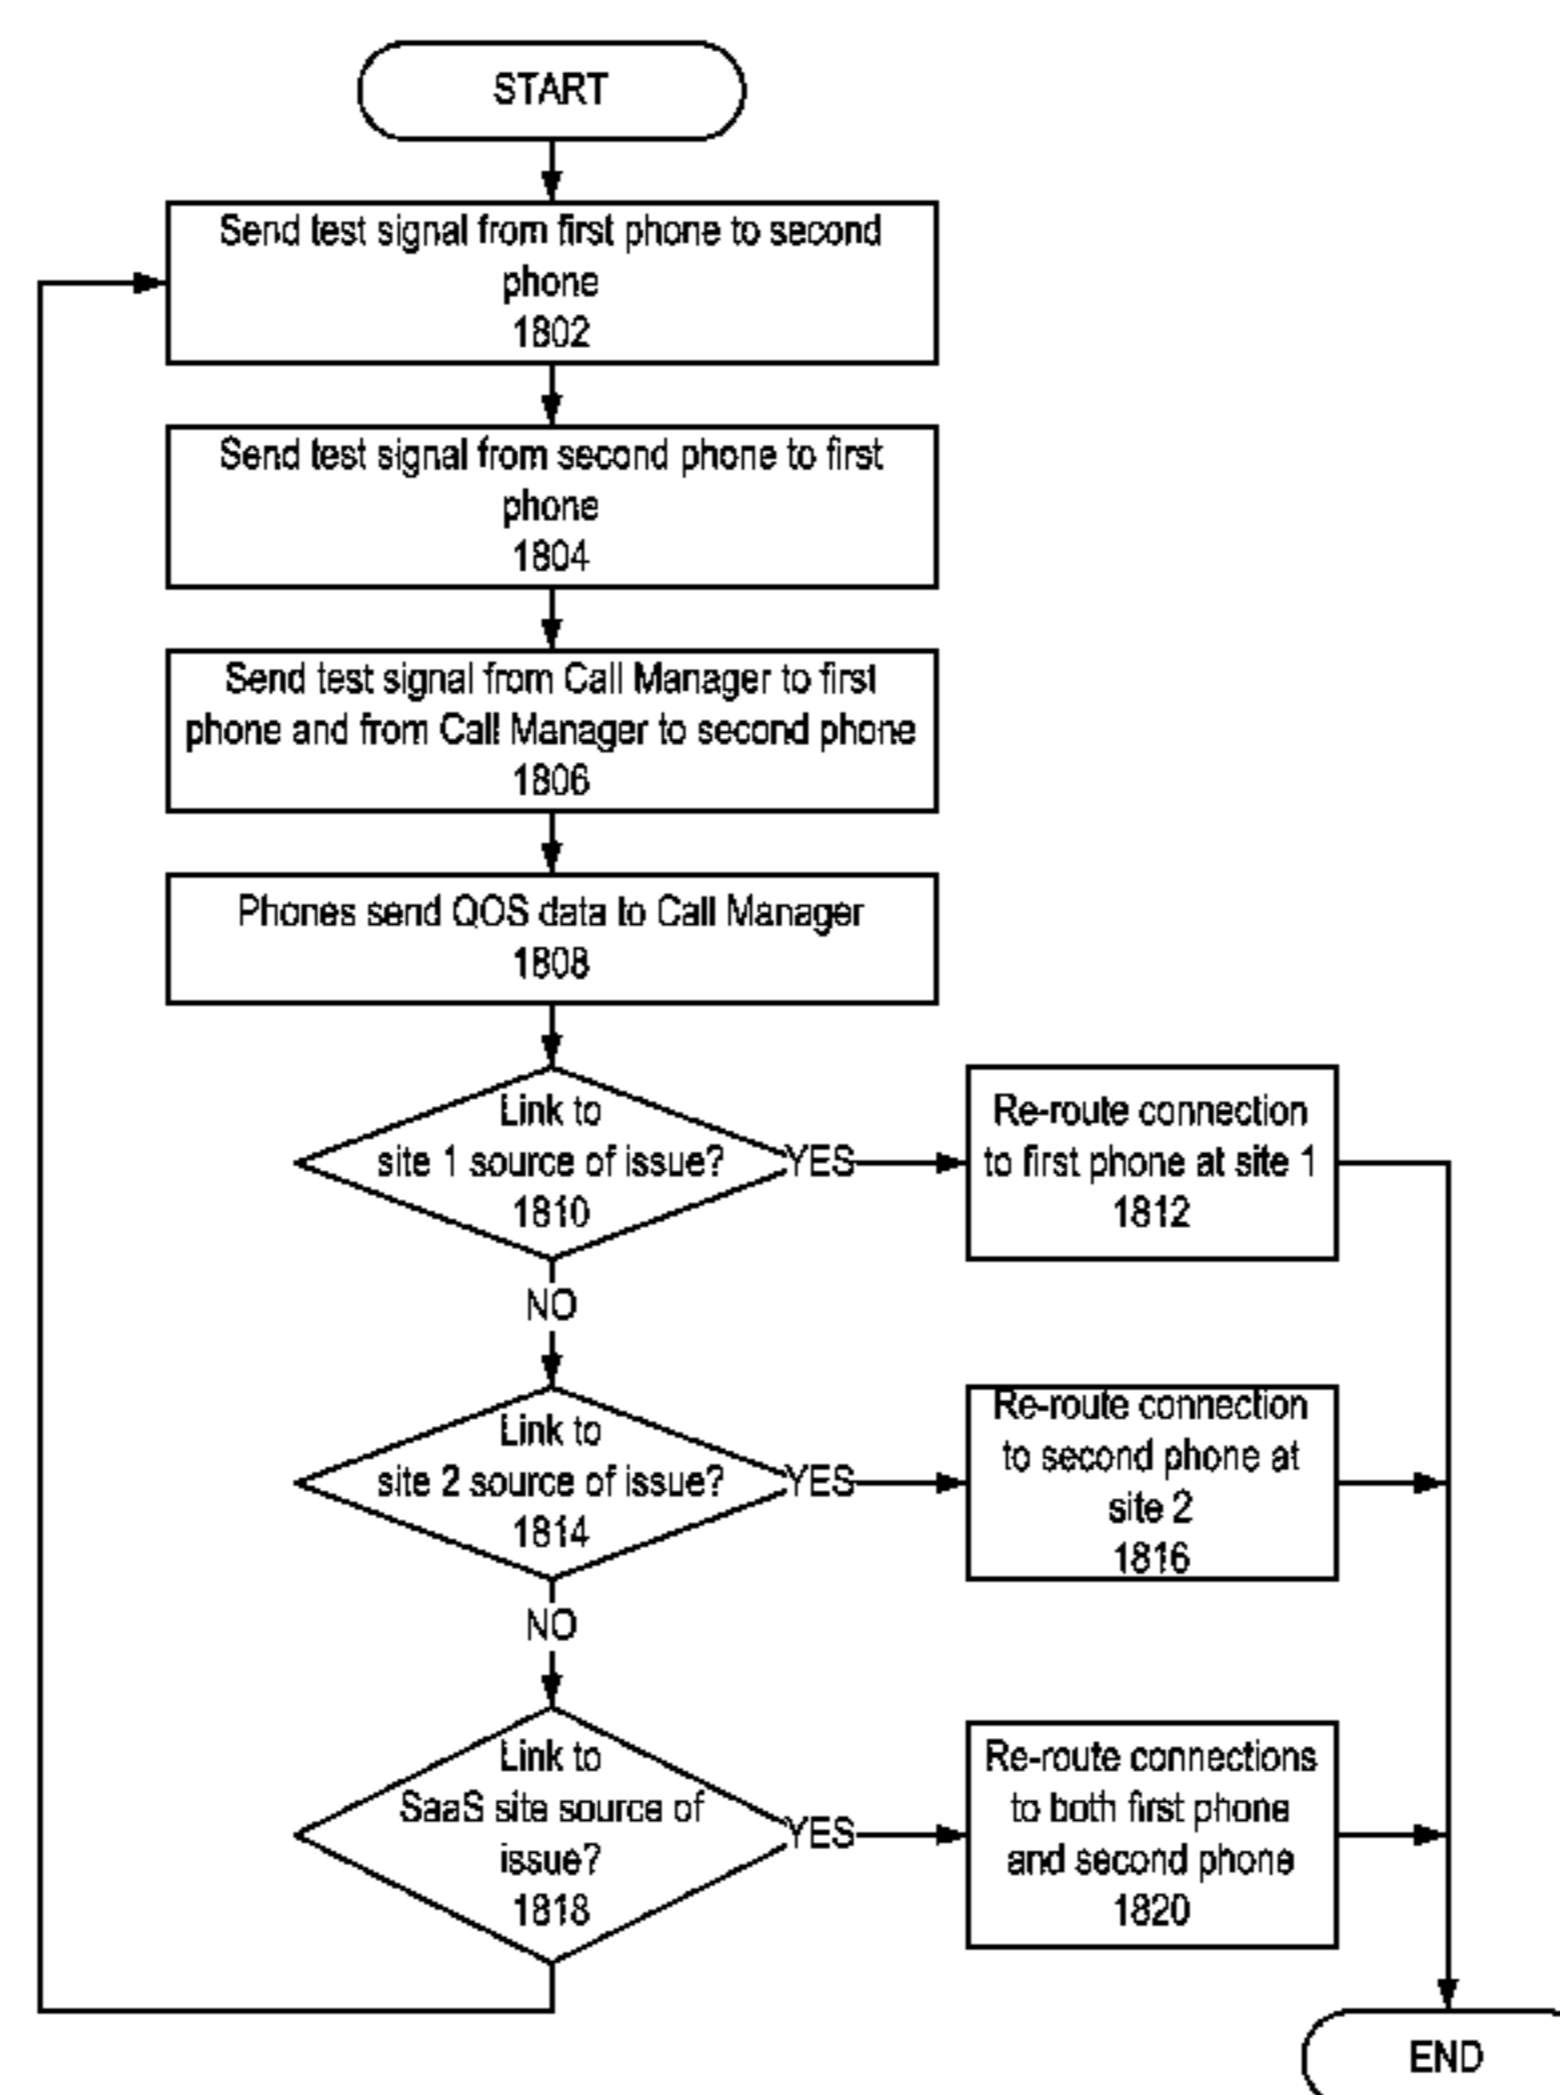 START
Send test signal from first phone to second
phone
1802
Send test signal from second phone to first
phone
1804
Send test signal from Call Manager to first
phone and from Call Manager to second phone
1806
Phones send QOS data to Call Manager
1808
Link to
site 1 source of issue?
1810
YES
Re-route connection
to first phone at site 1
1812
NO
Link to
site 2 source of issue?
1814
YES
Re-route connection
to second phone at
site 2
1816
NO
Link to
SaaS site source of
issue?
1818
YES
Re-route connections
to both first phone
and second phone
1820
END